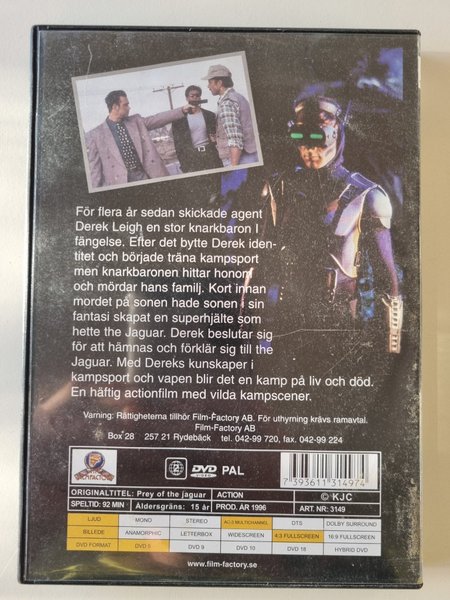 För flera år sedan skickade agent
Derek Leigh en stor knarkbaron I
fängelse. Efter det bytte Derek iden-
titet och började träna kampsport
men knarkbaronen hittar honom
och mördar hans familj. Kort innan
mordet på sonen hade sonen i sin
fantasi skapat en superhjälte som
hette the Jaguar. Derek beslutar sig
för att hämnas och förklär sig till the
Jaguar. Med Dereks kunskaper i
kampsport och vapen blir det en kamp på liv och död.
En häftig actionfilm med vilda kampscener.
Varning: Rättigheterna tillhör Film-Factory AB. För uthyrning krävs ramavtal.
Film-Factory AB
Box 28 257 21 Rydebäck tel. 042-99 720, fax. 042-99 224
FILMFACTORY
2
DVD VIDEO PAL
7 393611 314974
ORIGINALTITEL: Prey of the jaguar ACTION © KJC
SPELTID: 92 MIN Åldersgräns: 15 år PROD. ÅR 1996 ART. NR: 3149
LJUD MONO STEREO AC-3 MULTICHANNEL DTS DOLBY SURROUND
BILLEDE ANAMORPHIC LETTERBOX WIDESCREEN 4:3 FULLSCREEN 16:9 FULLSCREEN
DVD FORMAT DVD 5 DVD 9 DVD 10 DVD 18 HYBRID DVD
www.film-factory.se